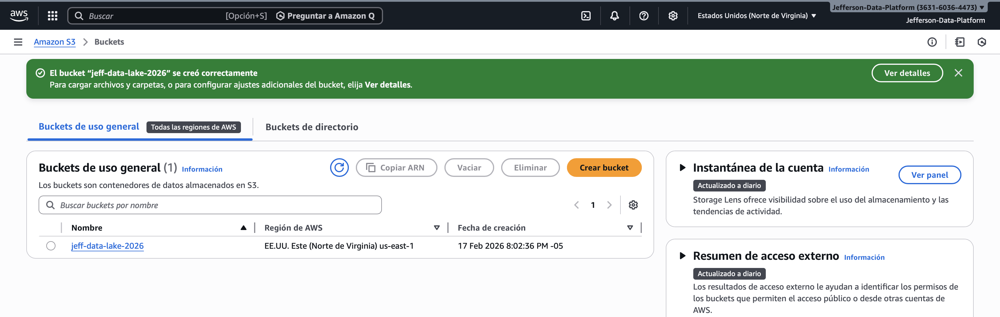 aws
Buscar [Opción+S] Preguntar a Amazon Q
Estados Unidos (Norte de Virginia)
Jefferson-Data-Platform (3631-6036-4473)
Jefferson-Data-Platform
Amazon S3 Buckets
El bucket “jeff-data-lake-2026” se creó correctamente
Para cargar archivos y carpetas, o para configurar ajustes adicionales del bucket, elija Ver detalles.
Ver detalles
Buckets de uso general Todas las regiones de AWS Buckets de directorio
Buckets de uso general (1) Información
Copiar ARN Vaciar Eliminar Crear bucket
Los buckets son contenedores de datos almacenados en S3.
Buscar buckets por nombre
1
Nombre Región de AWS Fecha de creación
jeff-data-lake-2026 EE.UU. Este (Norte de Virginia) us-east-1 17 Feb 2026 8:02:36 PM -05
Instantánea de la cuenta Información
Ver panel
Actualizado a diario
Storage Lens ofrece visibilidad sobre el uso del almacenamiento y las
tendencias de actividad.
Resumen de acceso externo Información
Actualizado a diario
Los resultados de acceso externo le ayudan a identificar los permisos de
los buckets que permiten el acceso público o desde otras cuentas de
AWS.